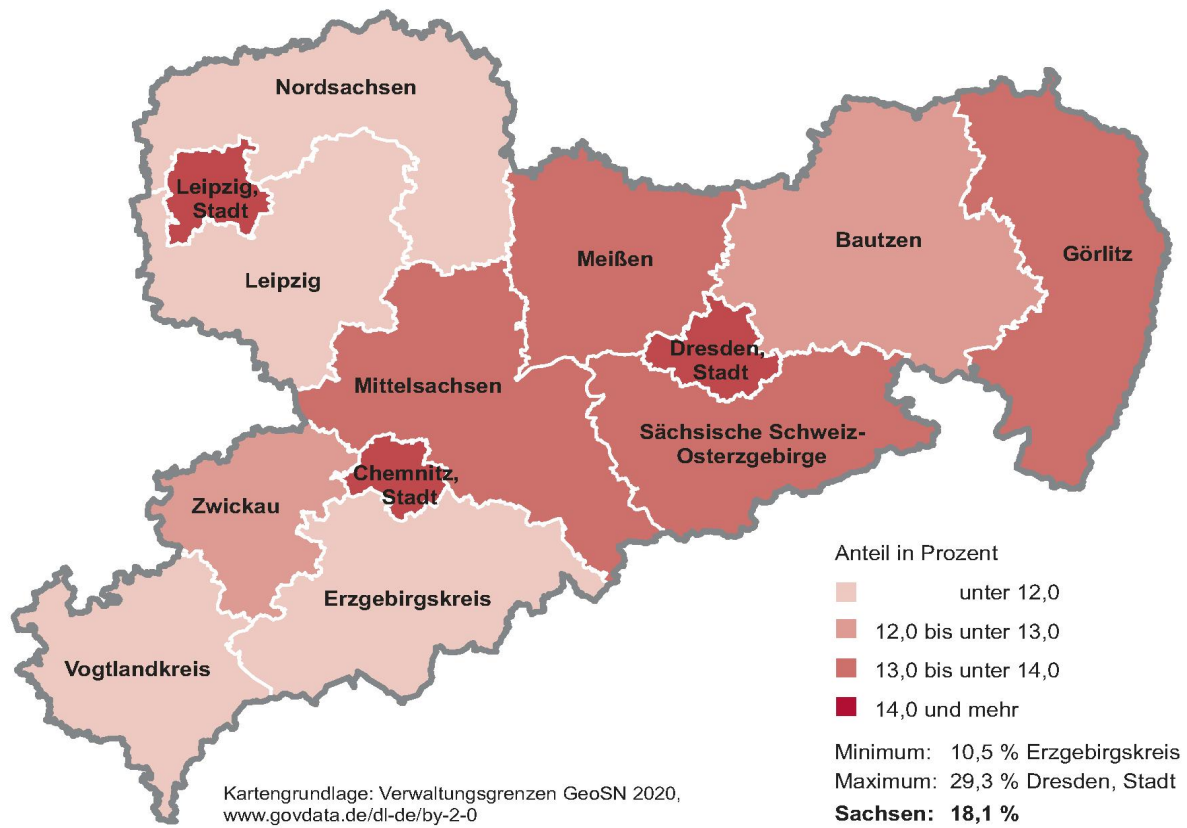 Nordsachsen
Leipzig,
Stadt
Leipzig
Meißen
Bautzen
Görlitz
Dresden,
Stadt
Mittelsachsen
Sächsische Schweiz-
Osterzgebirge
Chemnitz,
Stadt
Zwickau
Erzgebirgskreis
Vogtlandkreis
Anteil in Prozent
unter 12,0
12,0 bis unter 13,0
13,0 bis unter 14,0
14,0 und mehr
Minimum: 10,5 % Erzgebirgskreis
Maximum: 29,3 % Dresden, Stadt
Sachsen: 18,1 %
Kartengrundlage: Verwaltungsgrenzen GeoSN 2020,
www.govdata.de/dl-de/by-2-0